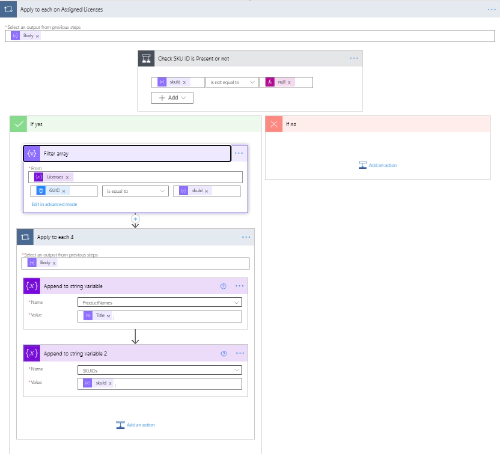 Apply to each on Assigned Licenses
*Select an output from previous steps
Body x
Check SKU ID is Present or not
skuId x
is not equal to
null x
Add
If yes
If no
Filter array
*From
Licenses x
is equal to
skuId x
Edit in advanced mode
Add an action
Apply to each 4
*Select an output from previous steps
Body x
Append to string variable
*Name
ProductNames
*Value
Title x
Append to string variable 2
*Name
SKUIDs
*Value
skuId x ,
Add an action